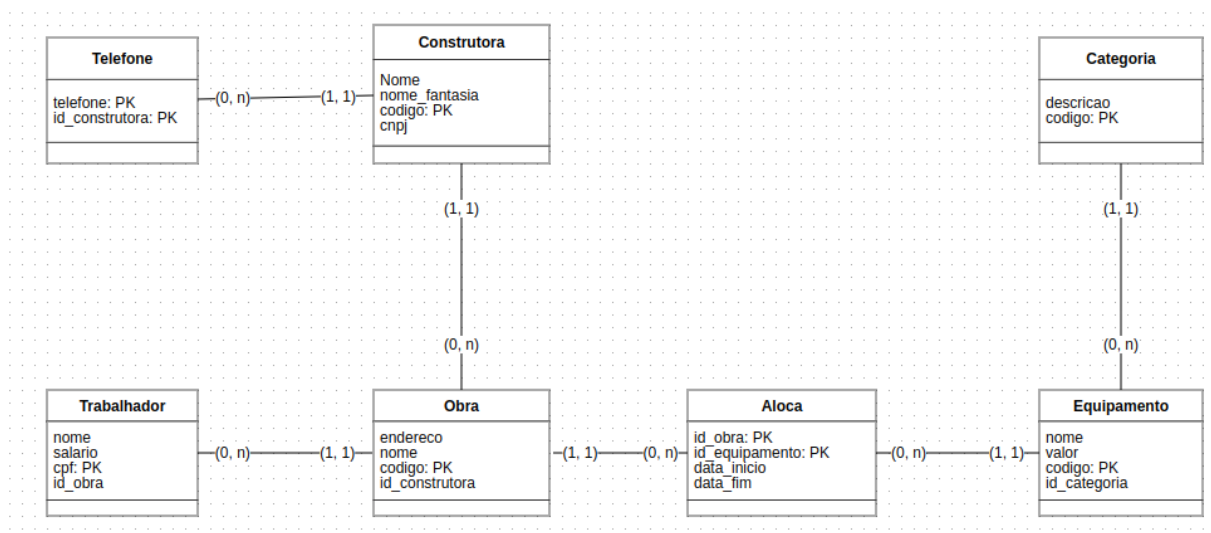 Telefone
telefone: PK
id_construtora: PK
(0, n)
(1, 1)
Construtora
Nome
nome_fantasia
codigo: PK
cnpj
Categoria
descricao
codigo: PK
(1, 1)
(0, n)
(1, 1)
(0, n)
Trabalhador
nome
salario
cpf: PK
id_obra
(0, n)
(1, 1)
Obra
endereco
nome
codigo: PK
id_construtora
(1, 1)
(0, n)
Aloca
id_obra: PK
id_equipamento: PK
data_inicio
data_fim
(0, n)
(1, 1)
Equipamento
nome
valor
codigo: PK
id_categoria